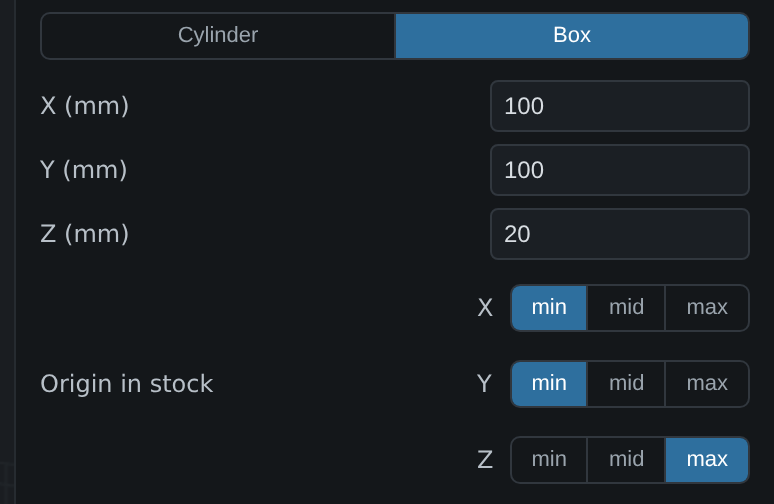 Cylinder Box
X (mm) 100
Y (mm) 100
Z (mm) 20
X min mid max
Origin in stock Y min mid max
Z min mid max